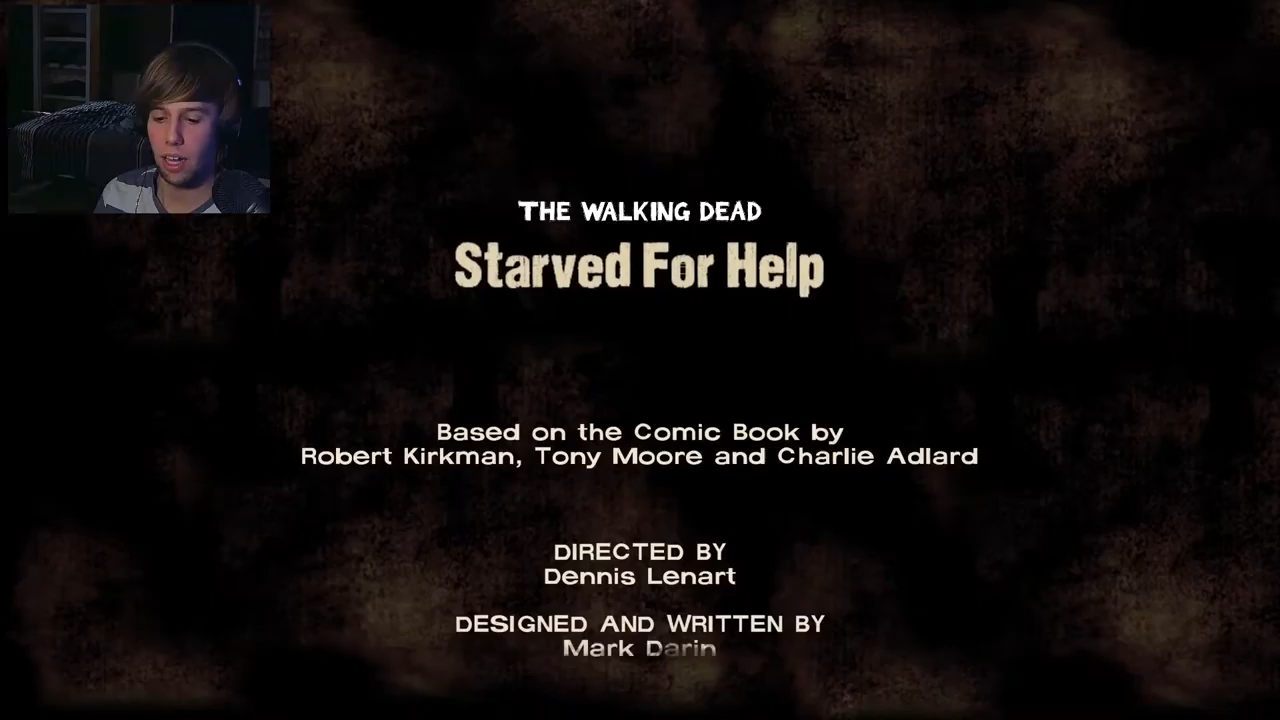 THE WALKING DEAD
Starved For Help
Based on the Comic Book by
Robert Kirkman, Tony Moore and Charlie Adlard
DIRECTED BY
Dennis Lenart
DESIGNED AND WRITTEN BY
Mark Darin